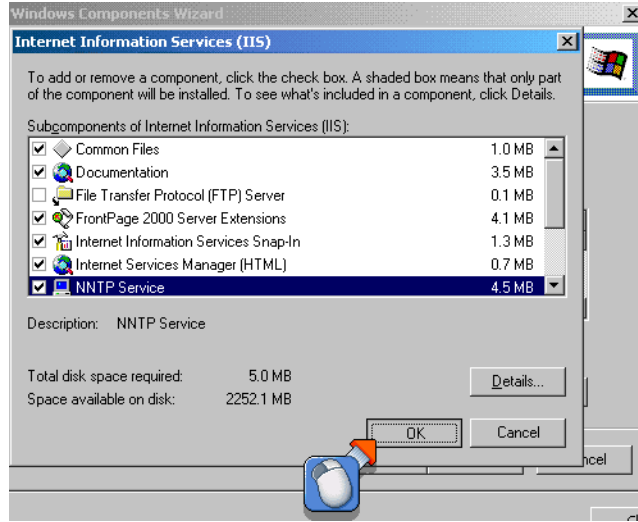 Windows Components Wizard
Internet Information Services (IIS)
To add or remove a component, click the check box. A shaded box means that only part
of the component will be installed. To see what's included in a component, click Details.
Subcomponents of Internet Information Services (IIS):
Common Files 1.0 MB
Documentation 3.5 MB
File Transfer Protocol (FTP) Server 0.1 MB
FrontPage 2000 Server Extensions 4.1 MB
Internet Information Services Snap-In 1.3 MB
Internet Services Manager (HTML) 0.7 MB
NNTP Service 4.5 MB
Description: NNTP Service
Total disk space required: 5.0 MB
Details...
Space available on disk: 2252.1 MB
OK Cancel
ncel